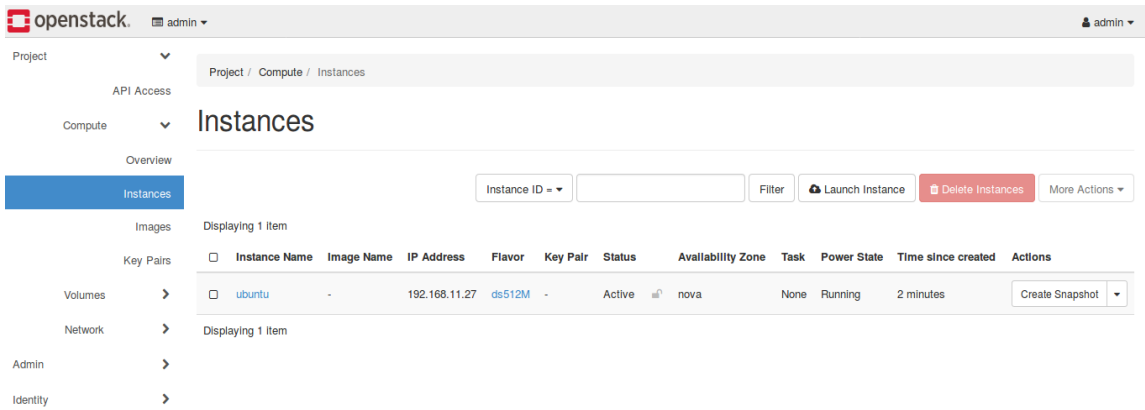 openstack. admin admin
Project
API Access
Compute
Overview
Instances
Images
Key Pairs
Volumes
Network
Admin
Identity
Project / Compute / Instances
Instances
Instance ID = Filter Launch Instance Delete Instances More Actions
Displaying 1 item
Instance Name Image Name IP Address Flavor Key Pair Status Availability Zone Task Power State Time since created Actions
ubuntu - 192.168.11.27 ds512M - Active nova None Running 2 minutes Create Snapshot
Displaying 1 item